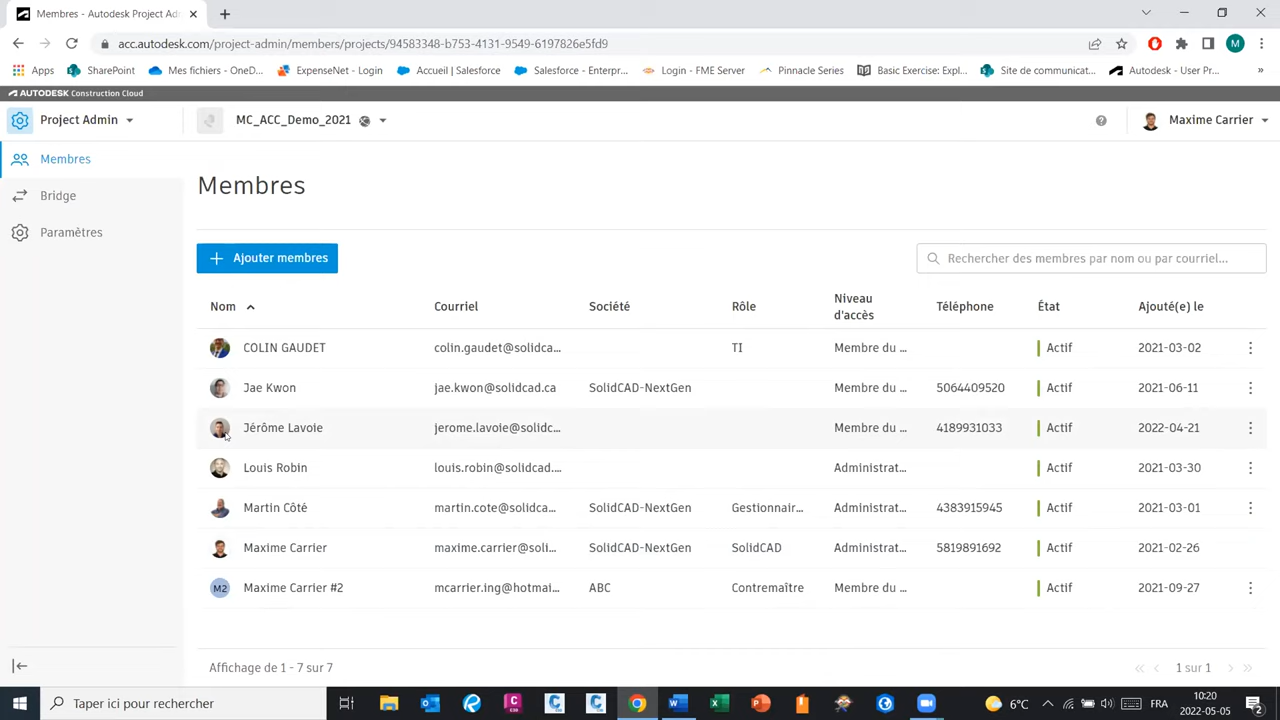 Membres - Autodesk Project Adm
acc.autodesk.com/project-admin/members/projects/94583348-b753-4131-9549-6197826e5fd9
M
Apps SharePoint Mes fichiers - OneD... ExpenseNet - Login Accueil | Salesforce Salesforce - Enterpr... Login - FME Server Pinnacle Series Basic Exercise: Expl... Site de communicat... Autodesk - User Pr... »
AUTODESK Construction Cloud
Project Admin MC_ACC_Demo_2021 Maxime Carrier
Membres
Bridge
Paramètres
Membres
+ Ajouter membres
Rechercher des membres par nom ou par courriel...
Nom Courriel Société Rôle Niveau d'accès Téléphone État Ajouté(e) le
COLIN GAUDET colin.gaudet@solidca... TI Membre du ... Actif 2021-03-02
Jae Kwon jae.kwon@solidcad.ca SolidCAD-NextGen Membre du ... 5064409520 Actif 2021-06-11
Jérôme Lavoie jerome.lavoie@solidc... Membre du ... 4189931033 Actif 2022-04-21
Louis Robin louis.robin@solidcad.... Administrat... Actif 2021-03-30
Martin Côté martin.cote@solidca... SolidCAD-NextGen Gestionnair... Administrat... 4383915945 Actif 2021-03-01
Maxime Carrier maxime.carrier@soli... SolidCAD-NextGen SolidCAD Administrat... 5819891692 Actif 2021-02-26
M2 Maxime Carrier #2 mcarrier.ing@hotmai... ABC Contremaître Membre du ... Actif 2021-09-27
Affichage de 1 - 7 sur 7
1 sur 1
Taper ici pour rechercher
6°C FRA 10:20
2022-05-05 2